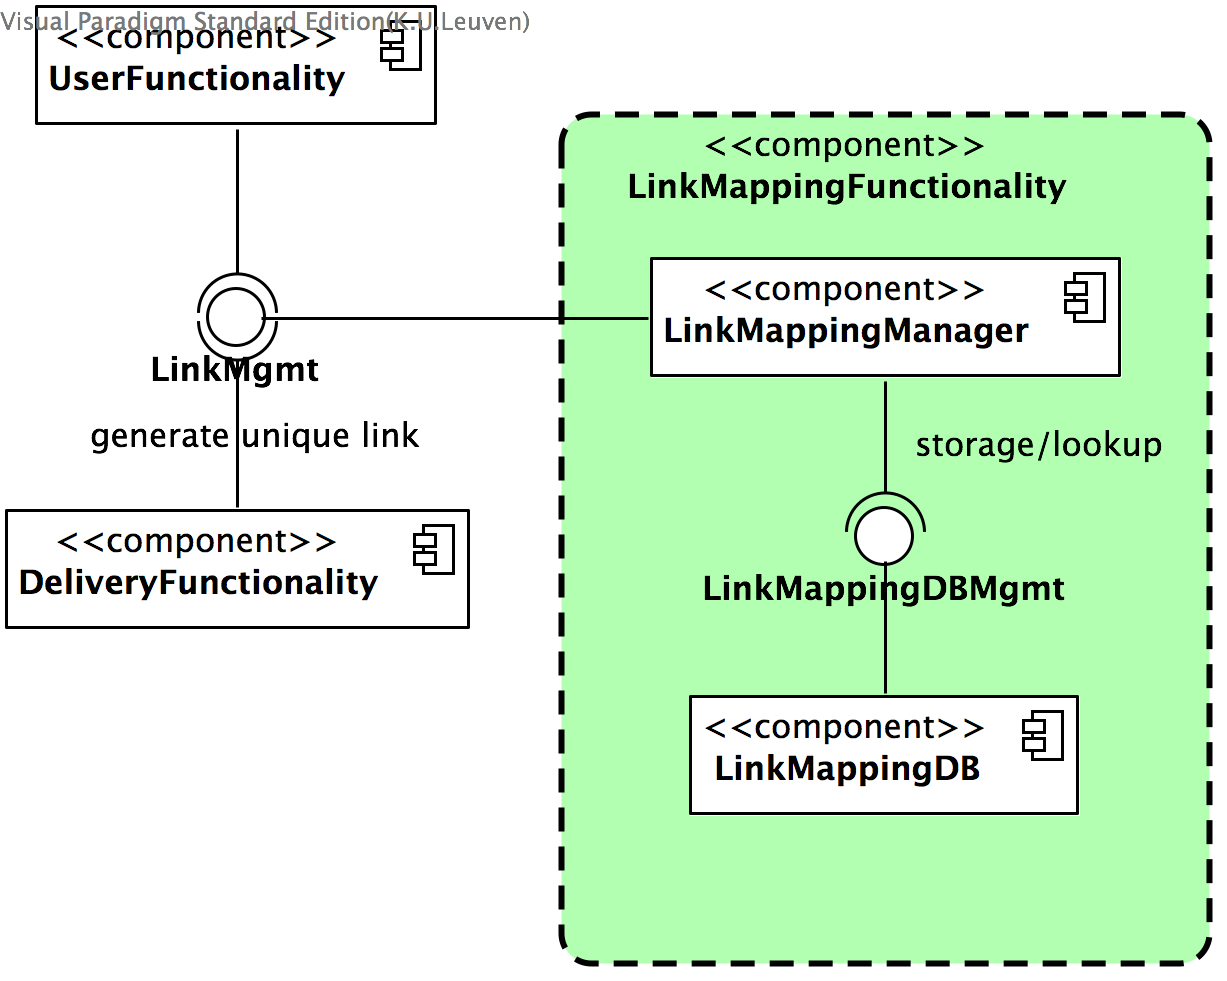 Visual Paradigm Standard Edition(K.U.Leuven)
<<component>>
UserFunctionality
<<component>>
LinkMappingFunctionality
<<component>>
LinkMappingManager
LinkMgmt
generate unique link
storage/lookup
<<component>>
DeliveryFunctionality
LinkMappingDBMgmt
<<component>>
LinkMappingDB